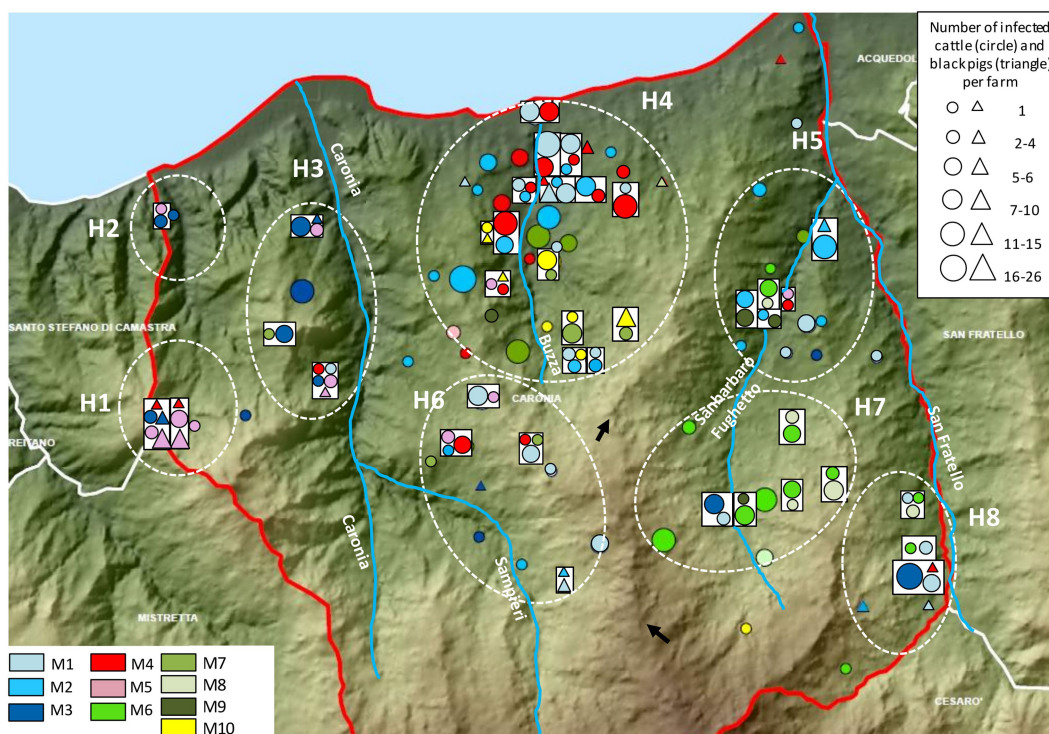 Number of infected
cattle (circle) and
black pigs (triangle)
per farm
1
2-4
5-6
7-10
11-15
16-26
ACQUEDOL
H4
H5
H3
Caronia
H2
SANTO STEFANO DI CAMASTRA
SAN FRATELLO
Buzza
Sanbarbaro
Fughetto
H1
H6
CARONIA
H7
REITANO
San Fratello
H8
Caronia
Sampieri
MISTRETTA
CESARO'
M1
M2
M3
M4
M5
M6
M7
M8
M9
M10